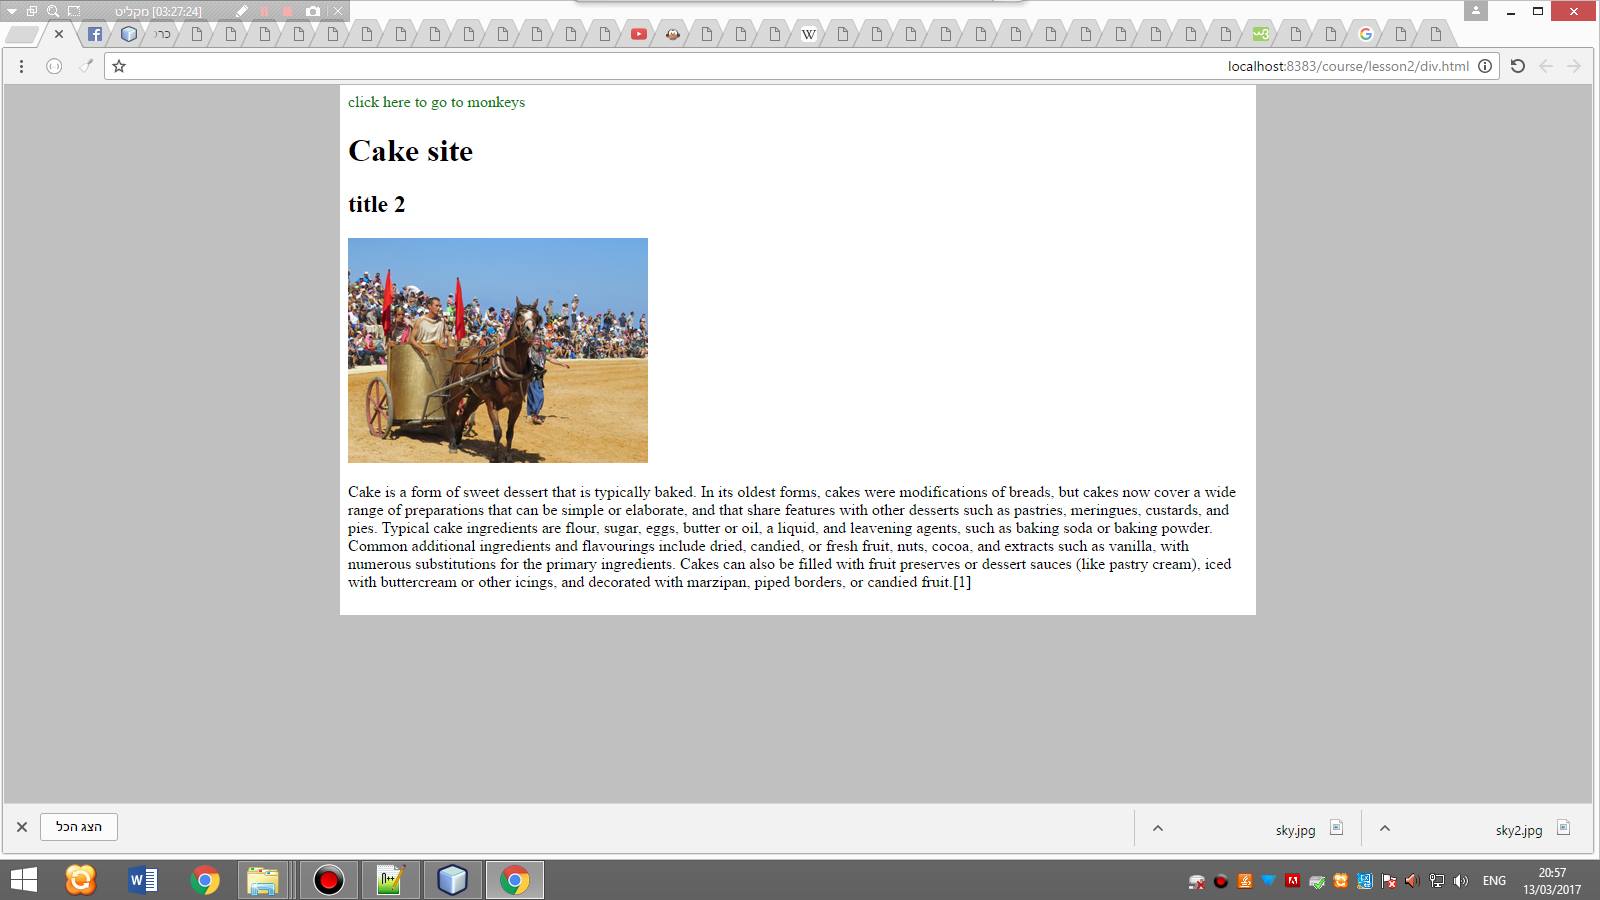 מקליט [03:27:24]
כרי
W
w3
localhost:8383/course/lesson2/div.html
click here to go to monkeys
Cake site
title 2
Cake is a form of sweet dessert that is typically baked. In its oldest forms, cakes were modifications of breads, but cakes now cover a wide
range of preparations that can be simple or elaborate, and that share features with other desserts such as pastries, meringues, custards, and
pies. Typical cake ingredients are flour, sugar, eggs, butter or oil, a liquid, and leavening agents, such as baking soda or baking powder.
Common additional ingredients and flavourings include dried, candied, or fresh fruit, nuts, cocoa, and extracts such as vanilla, with
numerous substitutions for the primary ingredients. Cakes can also be filled with fruit preserves or dessert sauces (like pastry cream), iced
with buttercream or other icings, and decorated with marzipan, piped borders, or candied fruit.[1]
הצג הכל
sky.jpg
sky2.jpg
ENG
20:57
13/03/2017